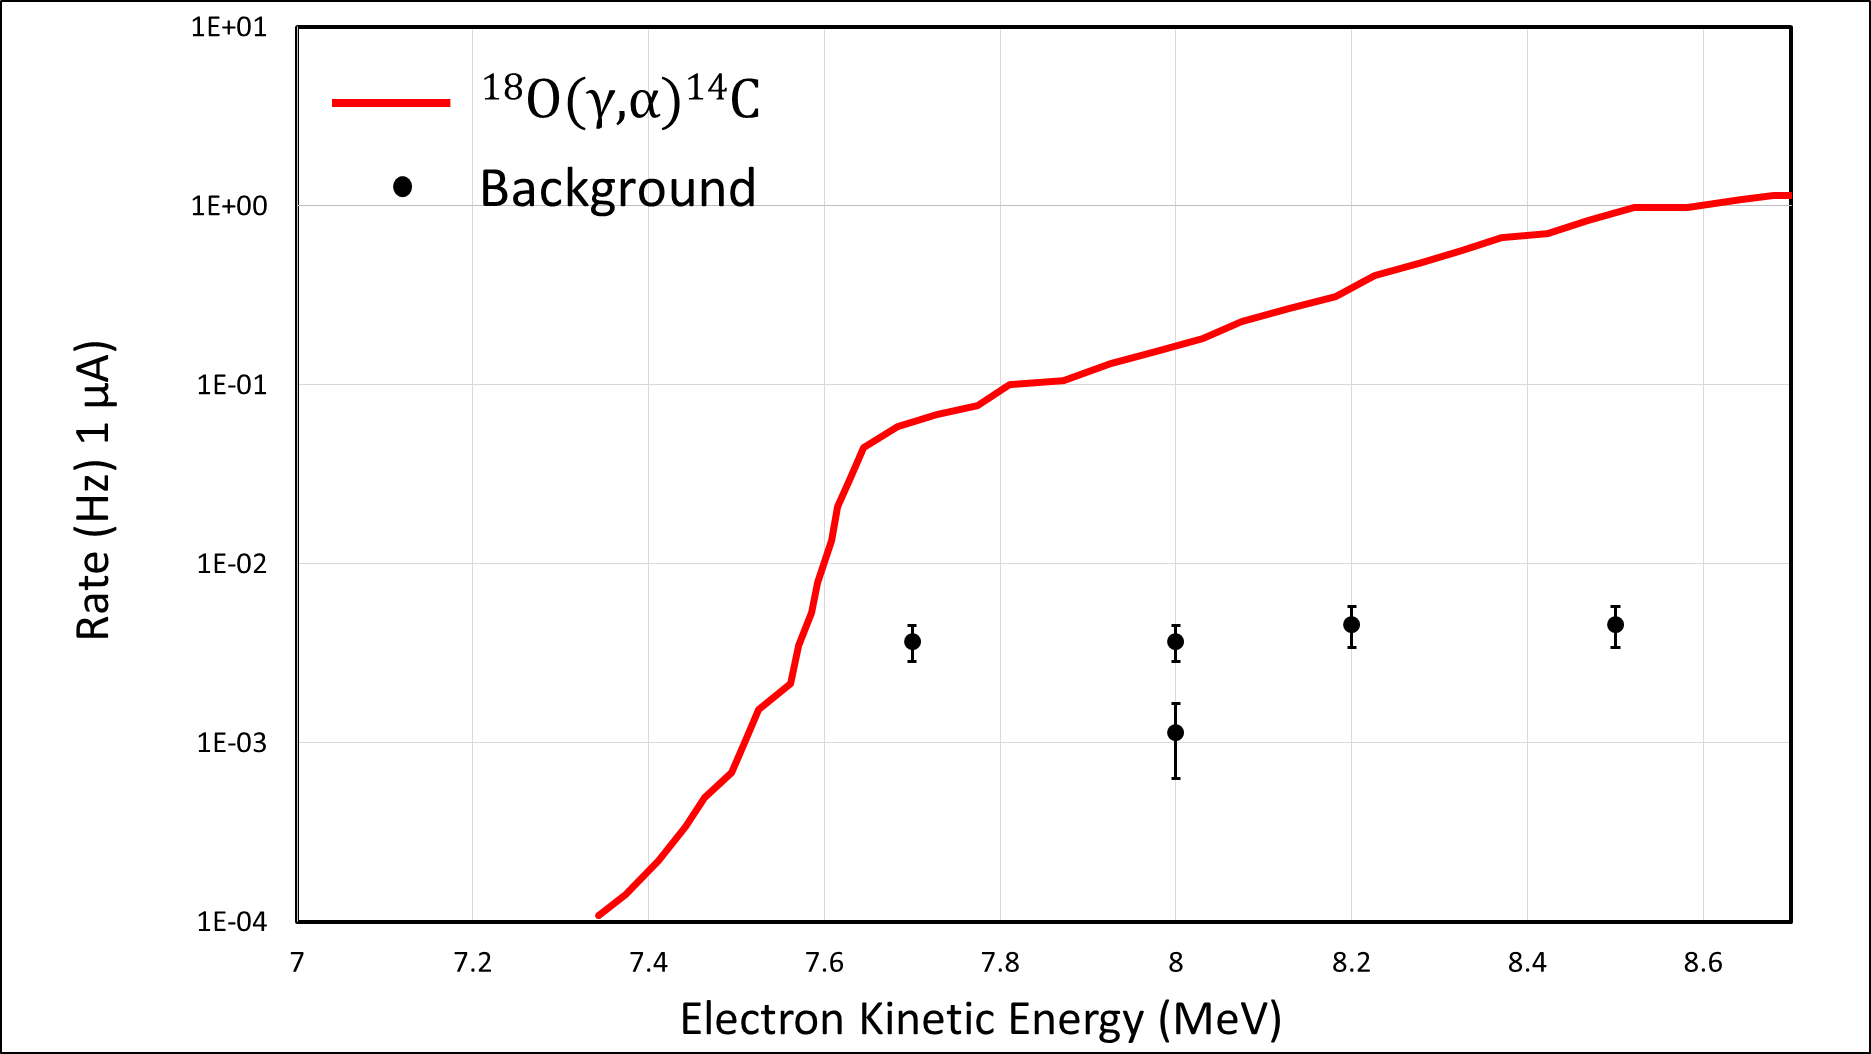 1E+01
¹⁸O(γ,α)¹⁴C
Background
1E+00
1E-01
1E-02
1E-03
1E-04
Rate (Hz) 1 µA
7 7.2 7.4 7.6 7.8 8 8.2 8.4 8.6
Electron Kinetic Energy (MeV)